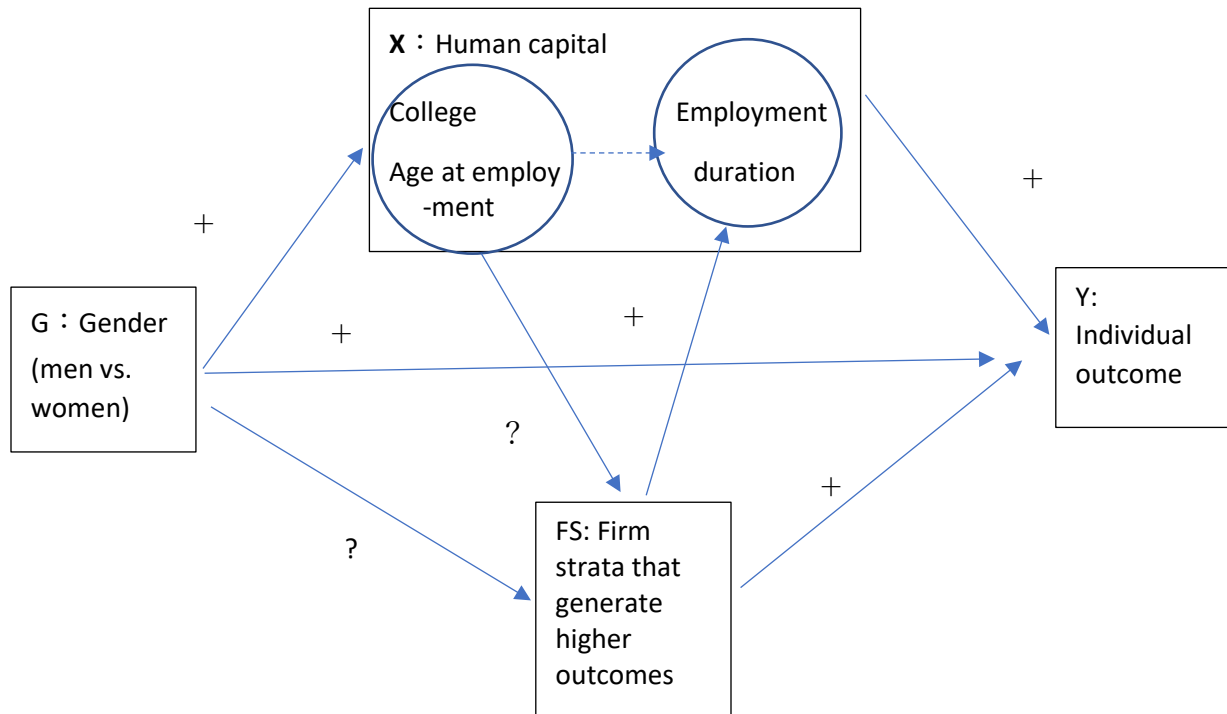 X：Human capital
College
Age at employ
-ment
Employment
duration
+
+
+
+
G：Gender
(men vs.
women)
+
?
?
Y:
Individual
outcome
FS: Firm
strata that
generate
higher
outcomes